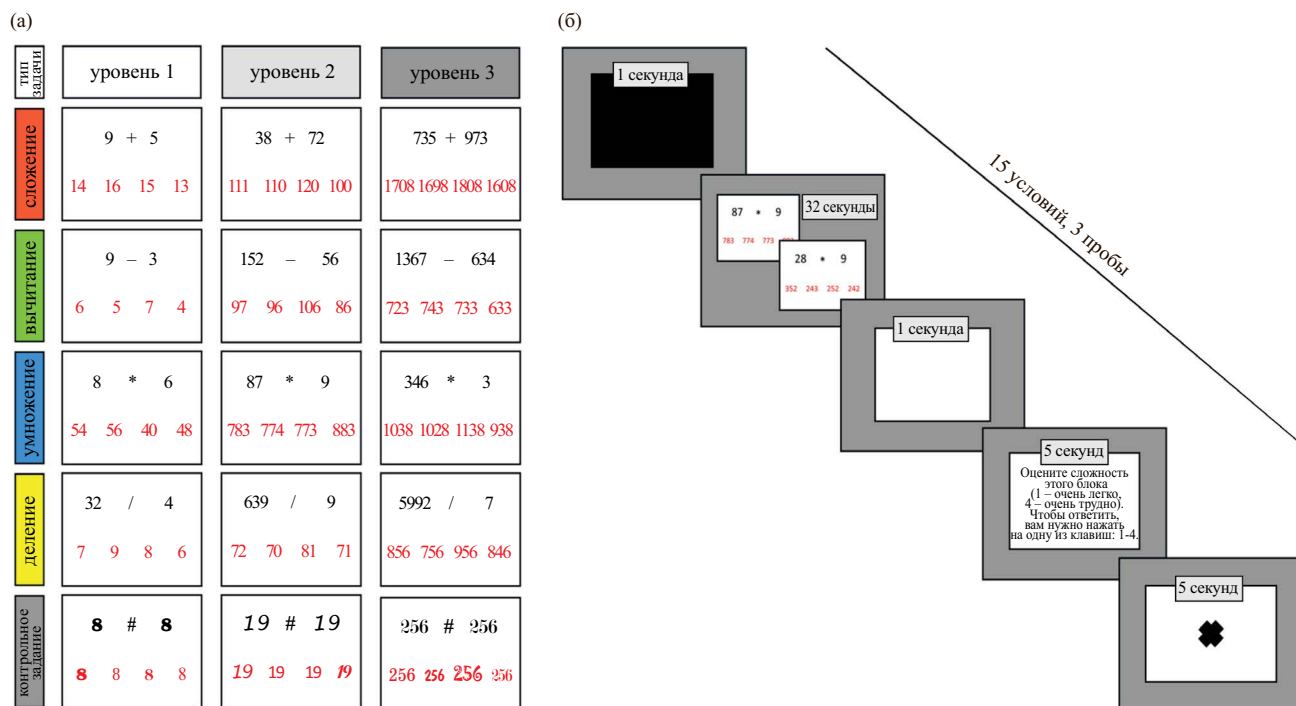 (а)
тип задачи
уровень 1
уровень 2
уровень 3
сложение
9 + 5
14 16 15 13
38 + 72
111 110 120 100
735 + 973
1708 1698 1808 1608
вычитание
9 – 3
6 5 7 4
152 – 56
97 96 106 86
1367 – 634
723 743 733 633
умножение
8 * 6
54 56 40 48
87 * 9
783 774 773 883
346 * 3
1038 1028 1138 938
деление
32 / 4
7 9 8 6
639 / 9
72 70 81 71
5992 / 7
856 756 956 846
контрольное
задание
8 # 8
8 8 8 8
19 # 19
19 19 19 19
256 # 256
256 256 256 256
(б)
1 секунда
32 секунды
87 * 9
783 774 773
28 * 9
352 243 252 242
1 секунда
5 секунд
Оцените сложность
этого блока
(1 – очень легко,
4 – очень трудно).
Чтобы ответить,
вам нужно нажать
на одну из клавиш: 1-4.
5 секунд
15 условий, 3 пробы